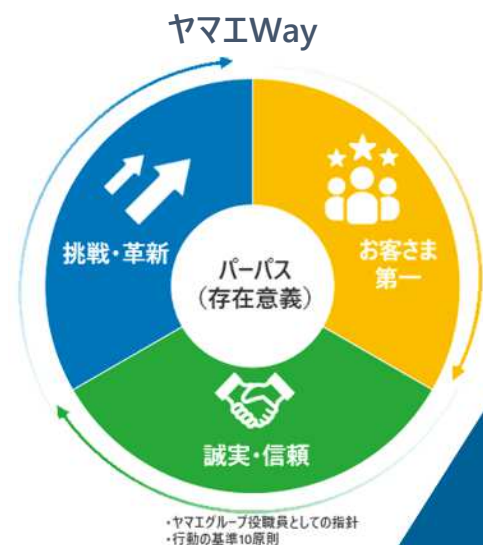 ヤマエWay
挑戦・革新
お客さま
第一
パーパス
（存在意義）
誠実・信頼
・ヤマエグループ役職員としての指針
・行動の基準10原則